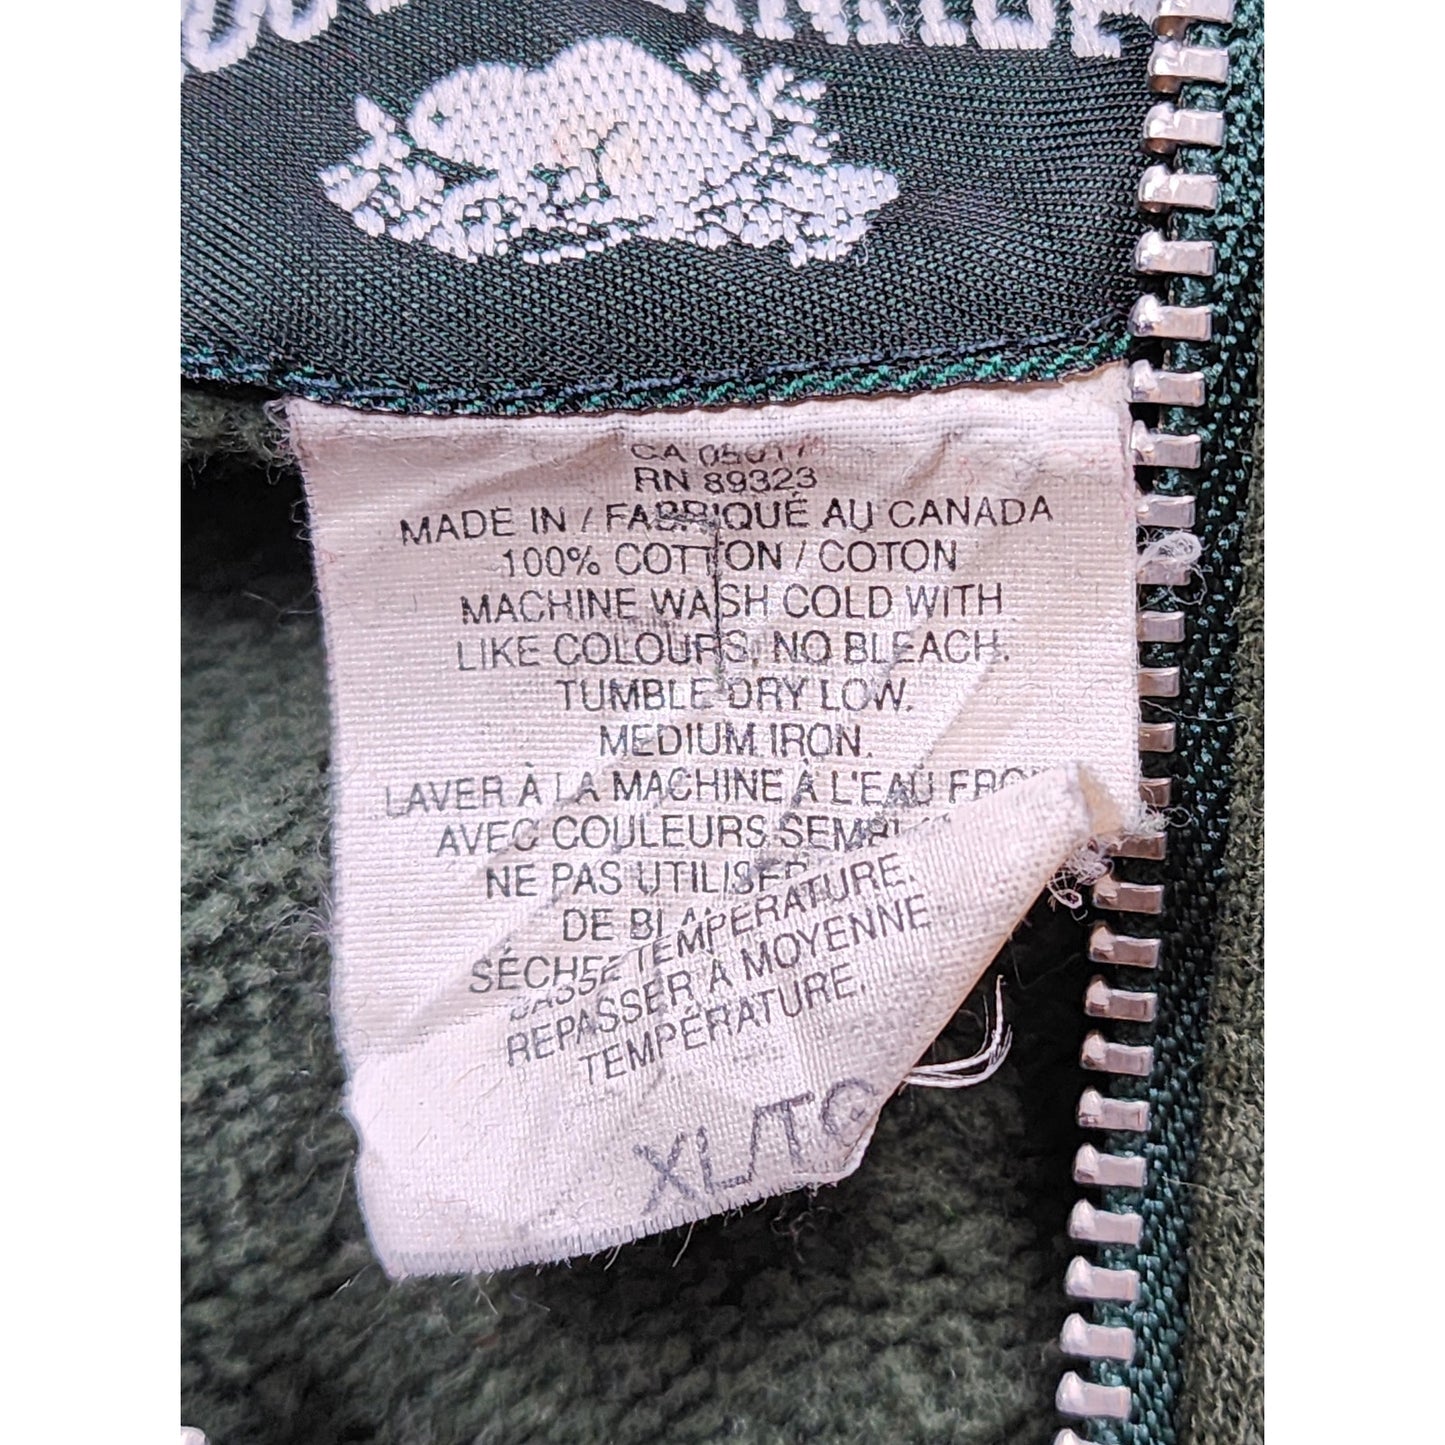 CA
RN 89323
MADE IN / FABRIQUÉ AU CANADA
100% COTTON / COTON
MACHINE WASH COLD WITH
LIKE COLOURS, NO BLEACH.
TUMBLE DRY LOW.
MEDIUM IRON.
LAVER À LA MACHINE À L'EAU
AVEC COULEURS
NE PAS UTILISER
DE
TEMPÉRATURE.
REPASSER À MOYENNE
TEMPÉRATURE.
XL/TG